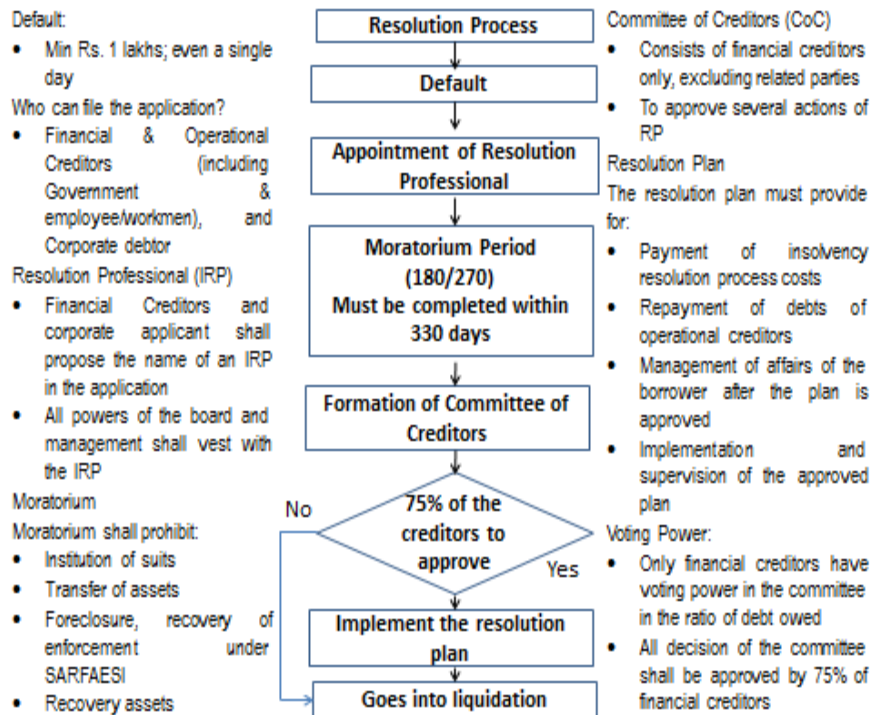 Default:
• Min Rs. 1 lakhs; even a single
day
Who can file the application?
• Financial & Operational
Creditors (including
Government &
employee/workmen), and
Corporate debtor
Resolution Professional (IRP)
• Financial Creditors and
corporate applicant shall
propose the name of an IRP
in the application
• All powers of the board and
management shall vest with
the IRP
Moratorium
Moratorium shall prohibit:
• Institution of suits
• Transfer of assets
• Foreclosure, recovery of
enforcement under
SARFAESI
• Recovery assets
Resolution Process
Default
Appointment of Resolution
Professional
Moratorium Period
(180/270)
Must be completed within
330 days
Formation of Committee of
Creditors
75% of the
creditors to
approve
No
Yes
Implement the resolution
plan
Goes into liquidation
Committee of Creditors (CoC)
• Consists of financial creditors
only, excluding related parties
• To approve several actions of
RP
Resolution Plan
The resolution plan must provide
for:
• Payment of insolvency
resolution process costs
• Repayment of debts of
operational creditors
• Management of affairs of the
borrower after the plan is
approved
• Implementation and
supervision of the approved
plan
Voting Power:
• Only financial creditors have
voting power in the committee
in the ratio of debt owed
• All decision of the committee
shall be approved by 75% of
financial creditors